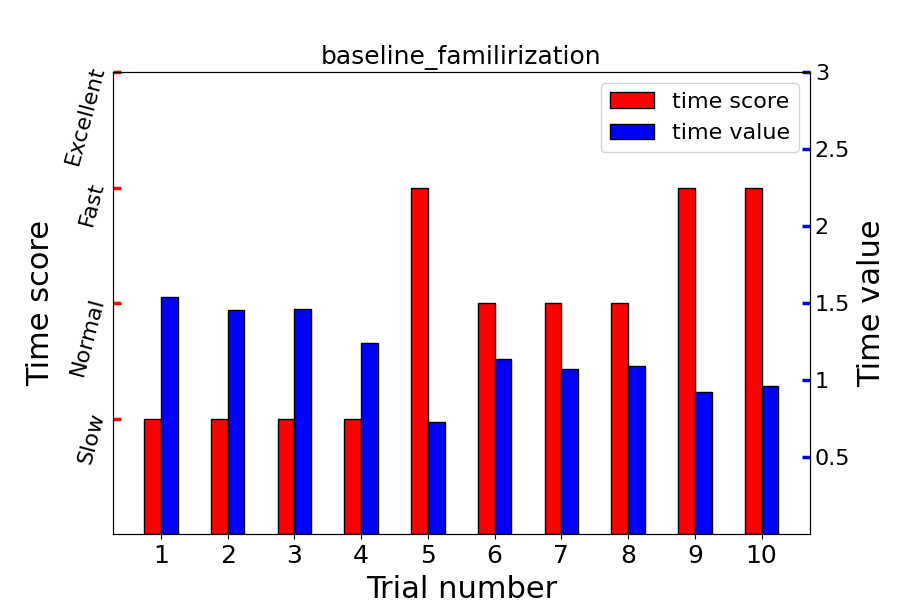 baseline_familirization
time score
time value
Time score
Excellent
Fast
Normal
Slow
3
2.5
2
1.5
1
0.5
Time value
1 2 3 4 5 6 7 8 9 10
Trial number